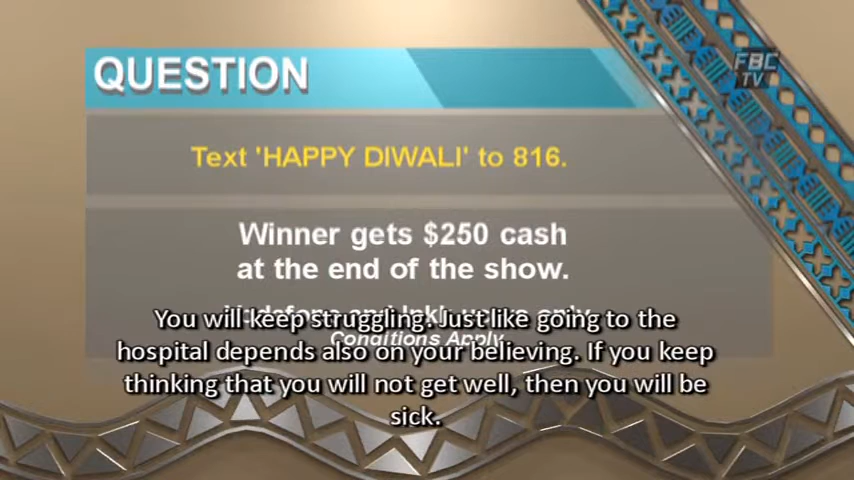 FBC
TV
QUESTION
Text 'HAPPY DIWALI' to 816.
Winner gets $250 cash
at the end of the show.
Conditions Apply
You will keep struggling. Just like going to the
hospital depends also on your believing. If you keep
thinking that you will not get well, then you will be
sick.